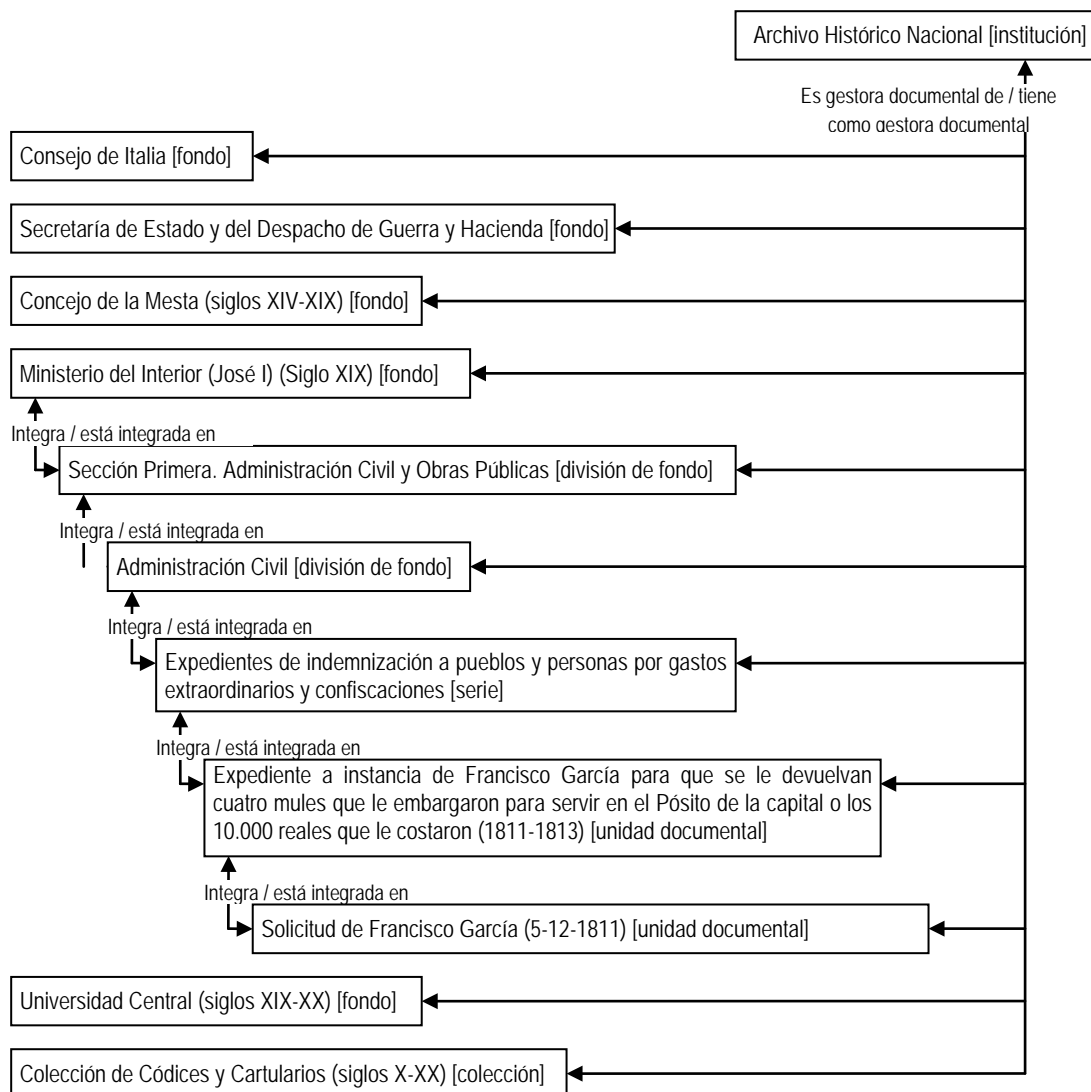 Archivo Histórico Nacional [institución]
Es gestora documental de / tiene
como gestora documental
Consejo de Italia [fondo]
Secretaría de Estado y del Despacho de Guerra y Hacienda [fondo]
Concejo de la Mesta (siglos XIV-XIX) [fondo]
Ministerio del Interior (José I) (Siglo XIX) [fondo]
Integra / está integrada en
Sección Primera. Administración Civil y Obras Públicas [división de fondo]
Integra / está integrada en
Administración Civil [división de fondo]
Integra / está integrada en
Expedientes de indemnización a pueblos y personas por gastos
extraordinarios y confiscaciones [serie]
Integra / está integrada en
Expediente a instancia de Francisco García para que se le devuelvan
cuatro mules que le embargaron para servir en el Pósito de la capital o los
10.000 reales que le costaron (1811-1813) [unidad documental]
Integra / está integrada en
Solicitud de Francisco García (5-12-1811) [unidad documental]
Universidad Central (siglos XIX-XX) [fondo]
Colección de Códices y Cartularios (siglos X-XX) [colección]